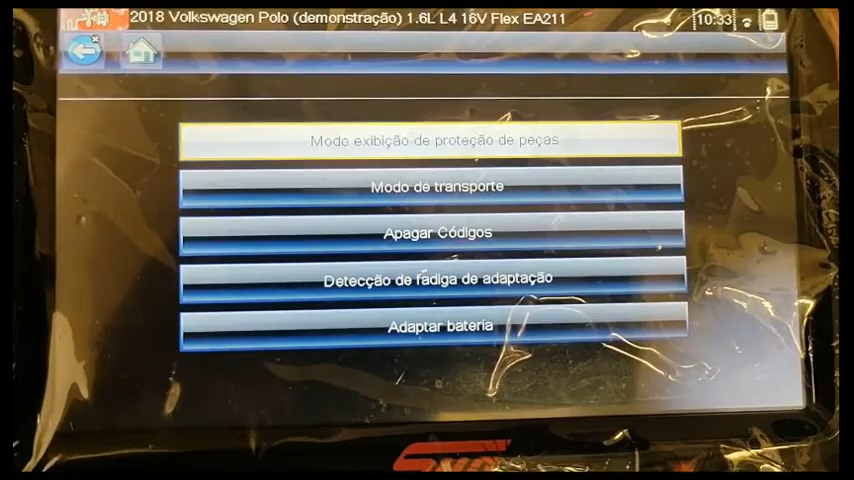 2018 Volkswagen Polo (demonstração) 1.6L L4 16V Flex EA211
10:33
Modo exibição de proteção de peças
Modo de transporte
Apagar Códigos
Detecção de fadiga de adaptação
Adaptar bateria